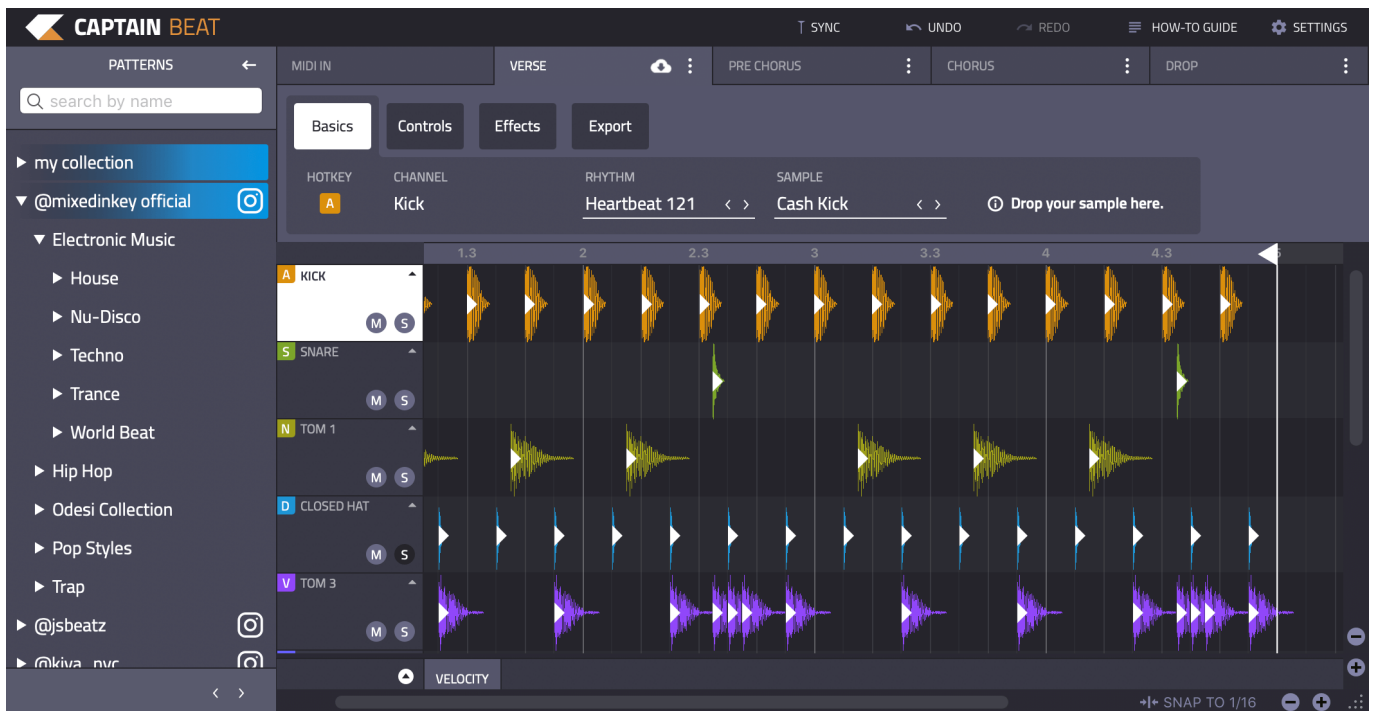 CAPTAIN BEAT
SYNC
UNDO
REDO
HOW-TO GUIDE
SETTINGS
PATTERNS
MIDI IN
VERSE
PRE CHORUS
CHORUS
DROP
search by name
Basics
Controls
Effects
Export
my collection
@mixedinkey official
Electronic Music
House
Nu-Disco
Techno
Trance
World Beat
Hip Hop
Odesi Collection
Pop Styles
Trap
@jsbeatz
@kiva_nyc
HOTKEY
CHANNEL
RHYTHM
SAMPLE
A
Kick
Heartbeat 121
Cash Kick
Drop your sample here.
1.3 2 2.3 3 3.3 4 4.3 5
A KICK
M S
S SNARE
M S
N TOM 1
M S
D CLOSED HAT
M S
V TOM 3
M S
VELOCITY
SNAP TO 1/16